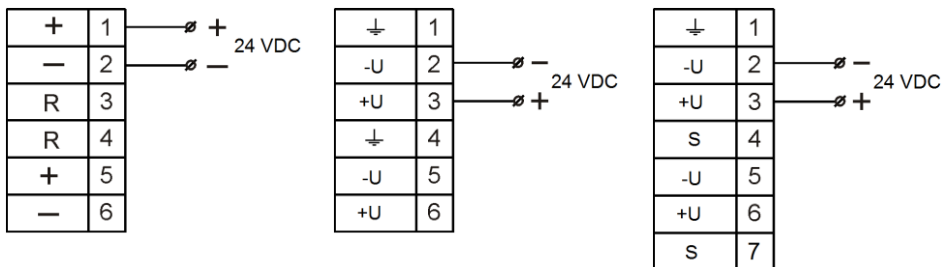 + 1 +
24 VDC
− 2 −
R 3
R 4
+ 5
− 6
⏚ 1
-U 2 −
24 VDC
+U 3 +
⏚ 4
-U 5
+U 6
⏚ 1
-U 2 −
24 VDC
+U 3 +
S 4
-U 5
+U 6
S 7